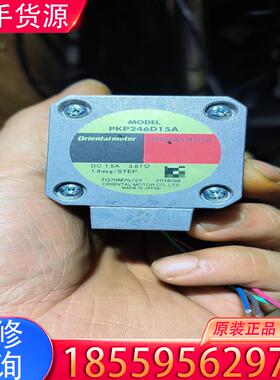 手货源
MODEL
PKP246D15A
Orientalmotor
STEPPING MOTOR
DC 1.5A 3.87Ω
1.8deg/STEP
ORIENTAL MOTOR CO.,LTD.
MADE IN JAPAN
修
询
原装正品
1855956297